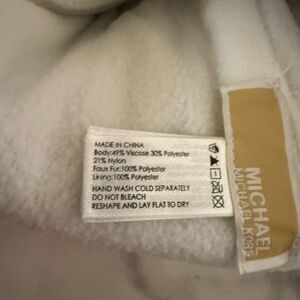 MADE IN CHINA
Body:49% Viscose 30% Polyester
21% Nylon
Faux Fur:100% Polyester
Lining:100% Polyester
HAND WASH COLD SEPARATELY
DO NOT BLEACH
RESHAPE AND LAY FLAT TO DRY
MICHAEL
MICHAEL KORS